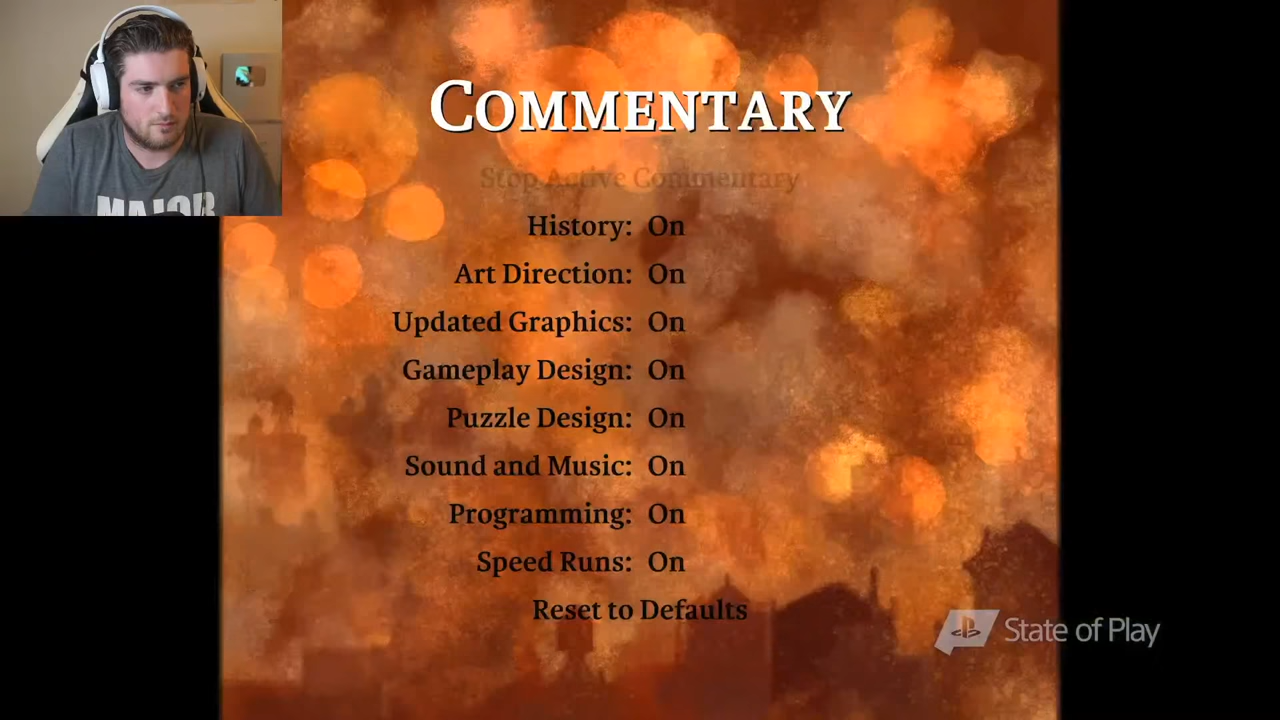 COMMENTARY
Stop Active Commentary
History: On
Art Direction: On
Updated Graphics: On
Gameplay Design: On
Puzzle Design: On
Sound and Music: On
Programming: On
Speed Runs: On
Reset to Defaults
State of Play
MAJOR